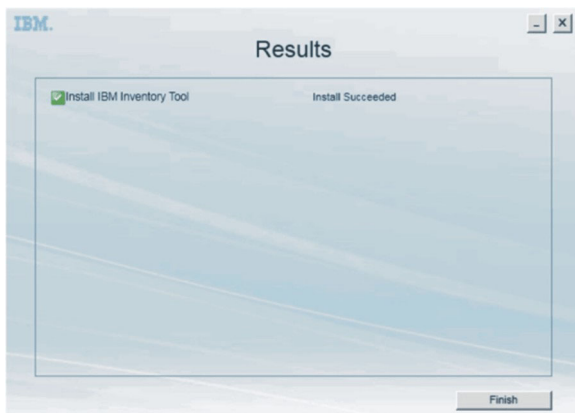 IBM.
Results
Install IBM Inventory Tool Install Succeeded
Finish